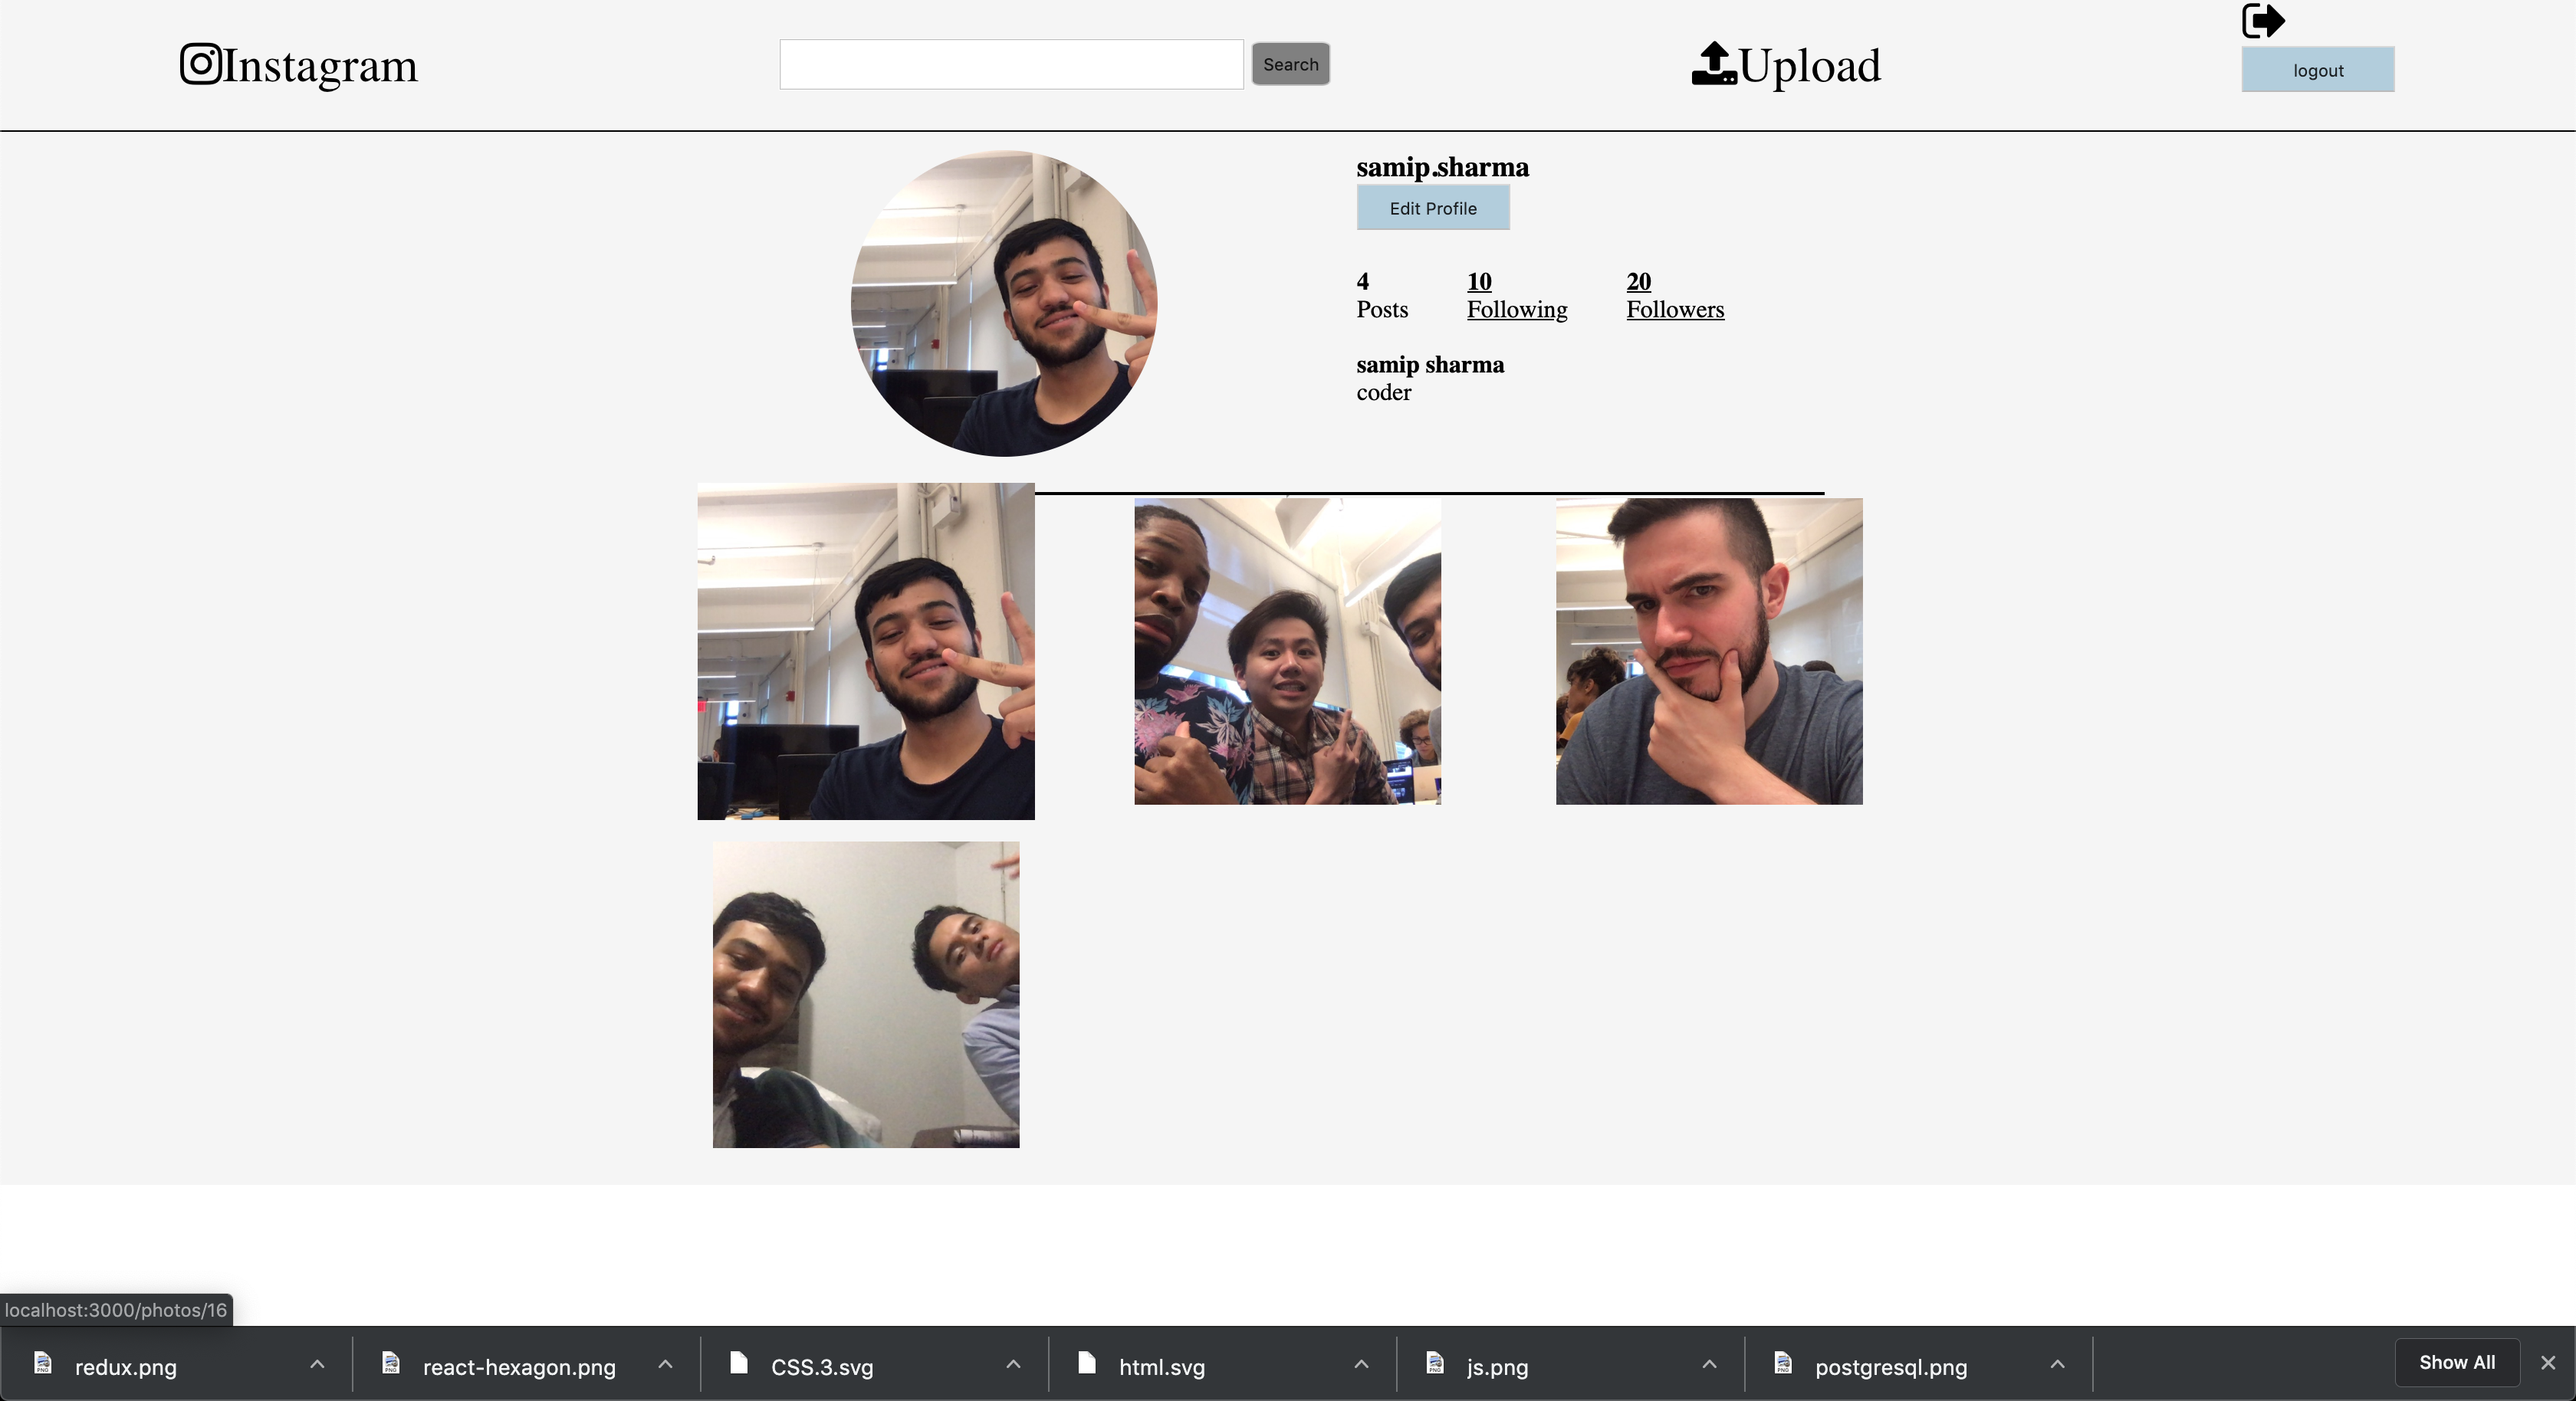 Instagram
Search
Upload
logout
samip.sharma
Edit Profile
4 10 20
Posts Following Followers
samip sharma
coder
localhost:3000/photos/16
redux.png react-hexagon.png CSS.3.svg html.svg js.png postgresql.png Show All